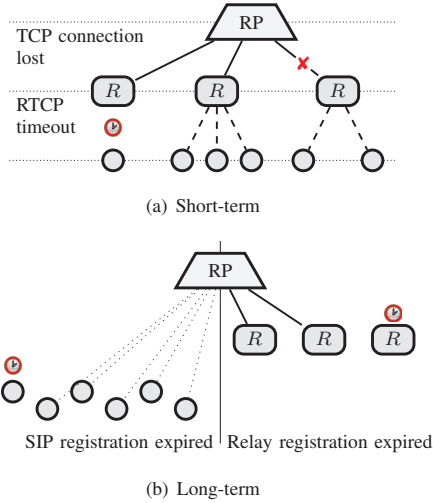 RP
TCP connection
lost
R R R
RTCP
timeout
(a) Short-term
RP
R R R
SIP registration expired Relay registration expired
(b) Long-term